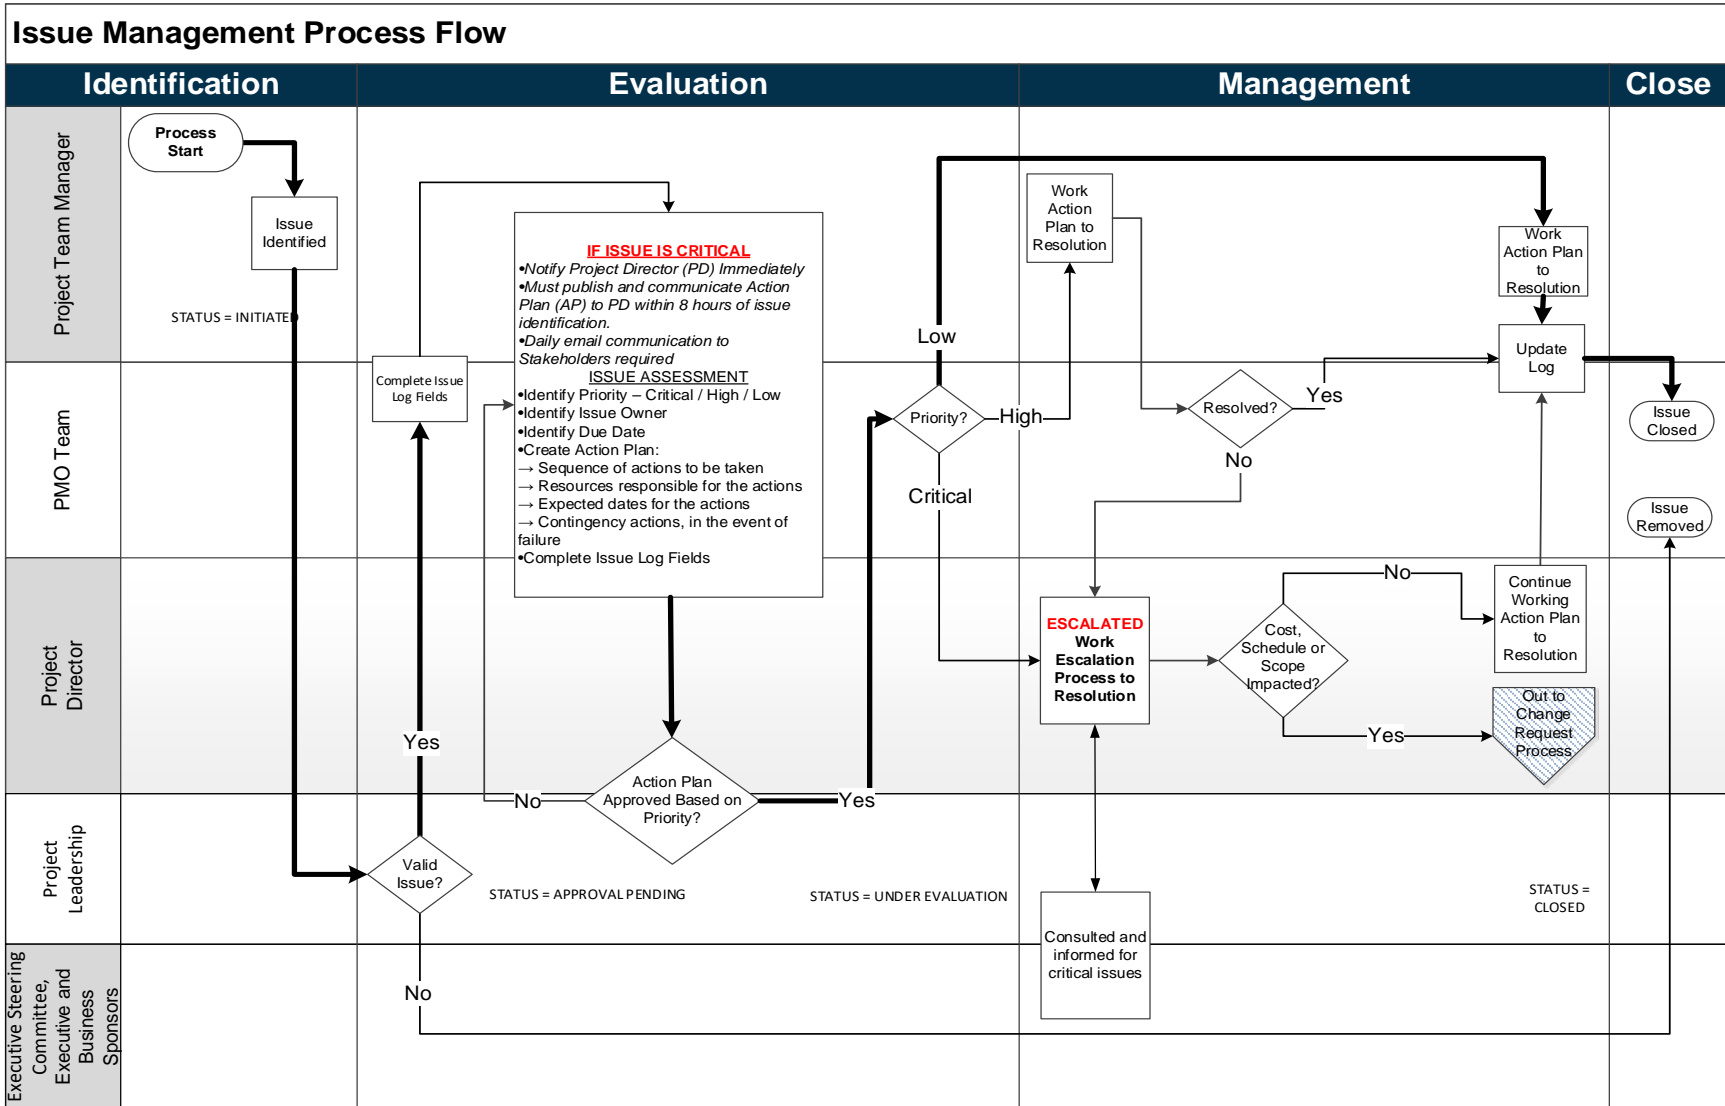 Issue Management Process Flow
Identification
Evaluation
Management
Close
Project Team Manager
Process
Start
Issue
Identified
STATUS = INITIATED
IF ISSUE IS CRITICAL
•Notify Project Director (PD) Immediately
•Must publish and communicate Action
Plan (AP) to PD within 8 hours of issue
identification.
•Daily email communication to
Stakeholders required
ISSUE ASSESSMENT
•Identify Priority – Critical / High / Low
•Identify Issue Owner
•Identify Due Date
•Create Action Plan:
→ Sequence of actions to be taken
→ Resources responsible for the actions
→ Expected dates for the actions
→ Contingency actions, in the event of
failure
•Complete Issue Log Fields
Low
Work
Action
Plan to
Resolution
Work
Action Plan
to
Resolution
Update
Log
PMO Team
Complete Issue
Log Fields
Priority?
High
Critical
Resolved?
Yes
No
Issue
Closed
Issue
Removed
Project
Director
Yes
ESCALATED
Work
Escalation
Process to
Resolution
Cost,
Schedule or
Scope
Impacted?
No
Continue
Working
Action Plan
to
Resolution
Yes
Out to
Change
Request
Process
Action Plan
Approved Based on
Priority?
No
Yes
Project
Leadership
Valid
Issue?
STATUS = APPROVAL PENDING
STATUS = UNDER EVALUATION
STATUS =
CLOSED
Consulted and
informed for
critical issues
Executive Steering
Committee,
Executive and
Business
Sponsors
No